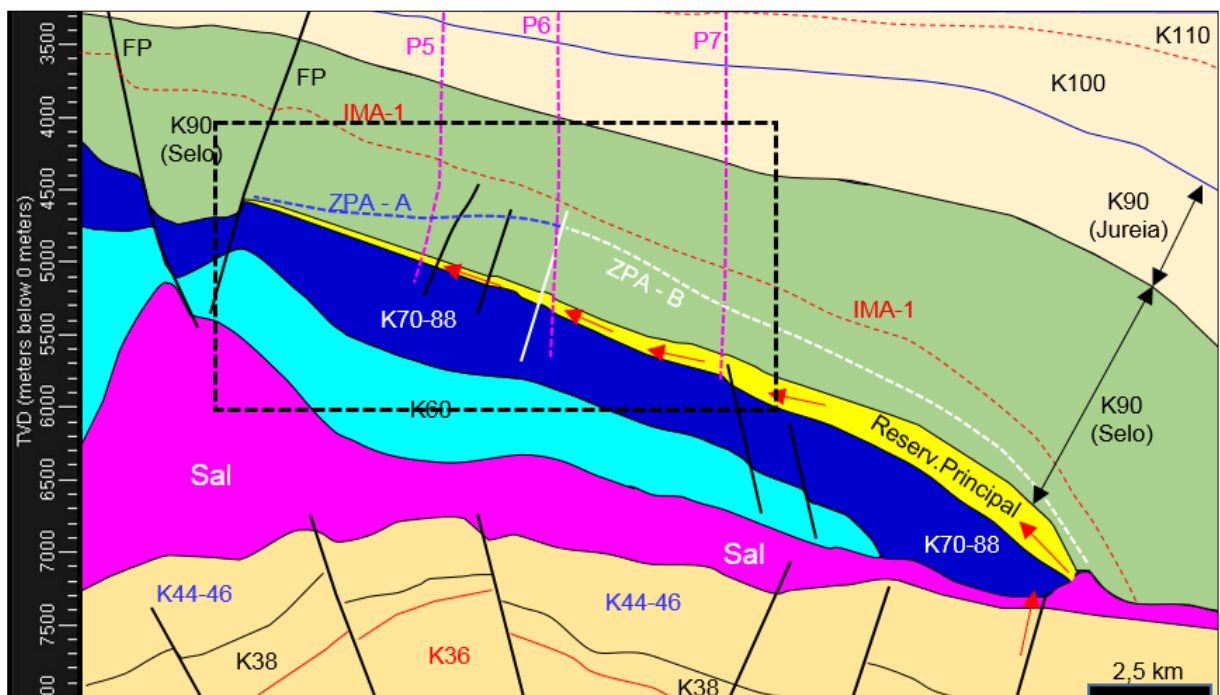 TVD (meters below 0 meters)
3500
4000
4500
5000
5500
6000
6500
7000
7500
FP
FP
P5
P6
P7
K110
K100
IMA-1
K90
(Selo)
ZPA - A
ZPA - B
K90
(Jureia)
IMA-1
K70-88
K60
K90
(Selo)
Reserv.Principal
Sal
K70-88
Sal
K44-46
K44-46
K38
K36
K38
2,5 km